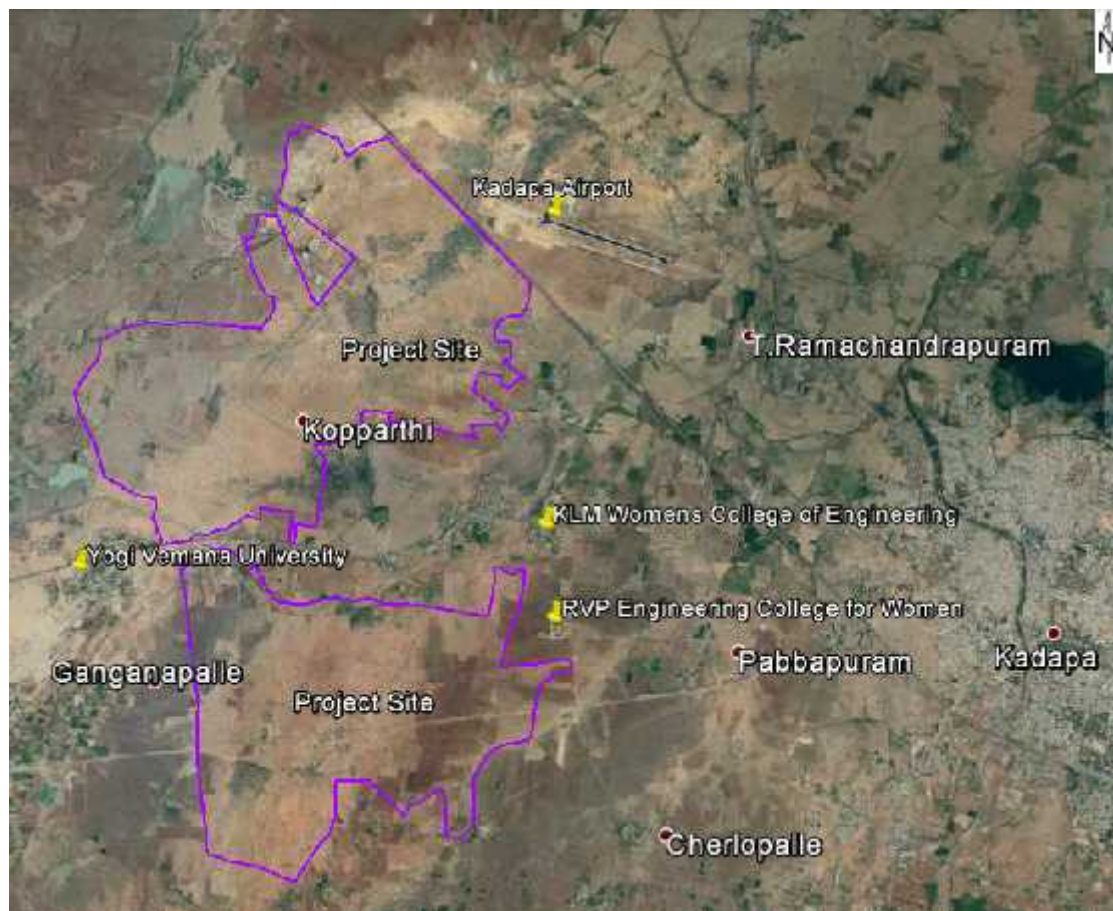 N
Kadapa Airport
T.Ramachandrapuram
Project Site
Kopparthi
KLM Womens College of Engineering
Yogi Vemana University
RVP Engineering College for Women
Pabbapuram
Kadapa
Ganganapalle
Project Site
Cherlopalle